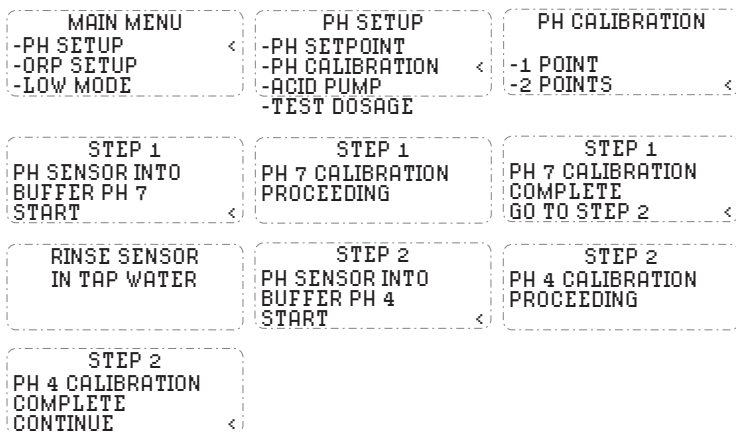 MAIN MENU
-PH SETUP <
-ORP SETUP
-LOW MODE
PH SETUP
-PH SETPOINT
-PH CALIBRATION <
-ACID PUMP
-TEST DOSAGE
PH CALIBRATION
-1 POINT
-2 POINTS <
STEP 1
PH SENSOR INTO
BUFFER PH 7
START <
STEP 1
PH 7 CALIBRATION
PROCEEDING
STEP 1
PH 7 CALIBRATION
COMPLETE
GO TO STEP 2 <
RINSE SENSOR
IN TAP WATER
STEP 2
PH SENSOR INTO
BUFFER PH 4
START <
STEP 2
PH 4 CALIBRATION
PROCEEDING
STEP 2
PH 4 CALIBRATION
COMPLETE
CONTINUE <